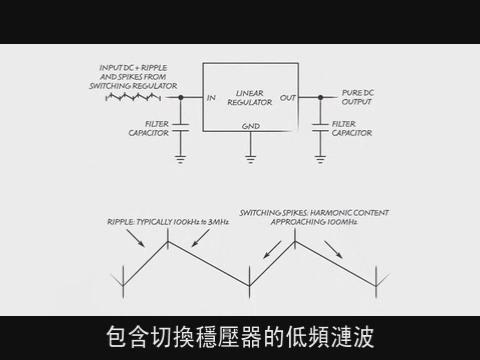 INPUT DC + RIPPLE
AND SPIKES FROM
SWITCHING REGULATOR
IN
LINEAR
REGULATOR
OUT
PURE DC
OUTPUT
GND
FILTER
CAPACITOR
FILTER
CAPACITOR
RIPPLE: TYPICALLY 100kHz to 3MHz
SWITCHING SPIKES: HARMONIC CONTENT
APPROACHING 100MHz
包含切換穩壓器的低頻漣波